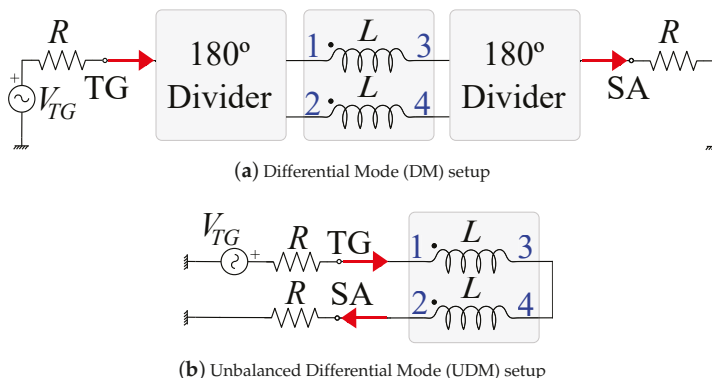 R
TG
+
V_TG
180º
Divider
1 L 3
2 L 4
180º
Divider
SA
R
(a) Differential Mode (DM) setup
V_TG
+
R
TG
1 L 3
R
SA
2 L 4
(b) Unbalanced Differential Mode (UDM) setup